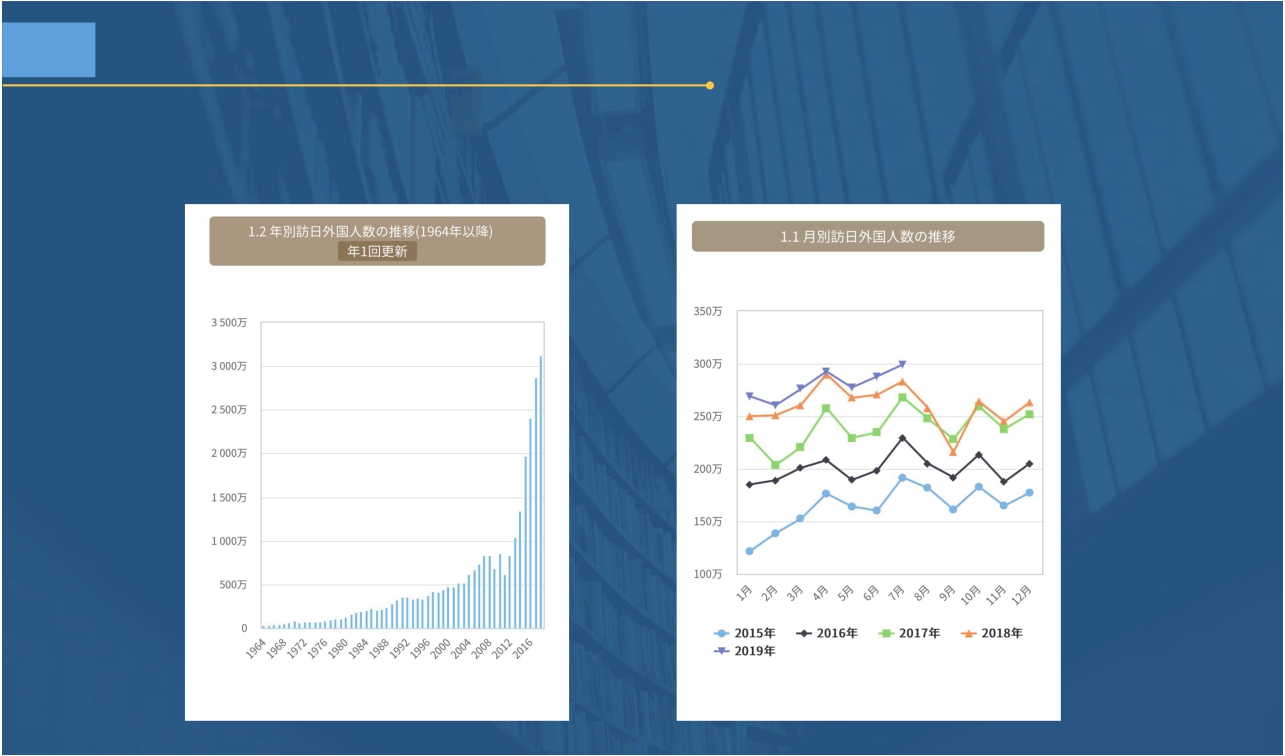 1.2 年別訪日外国人数の推移(1964年以降)
年1回更新
3 500万
3 000万
2 500万
2 000万
1 500万
1 000万
500万
0
1964
1968
1972
1976
1980
1984
1988
1992
1996
2000
2004
2008
2012
2016
1.1 月別訪日外国人数の推移
350万
300万
250万
200万
150万
100万
1月
2月
3月
4月
5月
6月
7月
8月
9月
10月
11月
12月
2015年 2016年 2017年 2018年
2019年